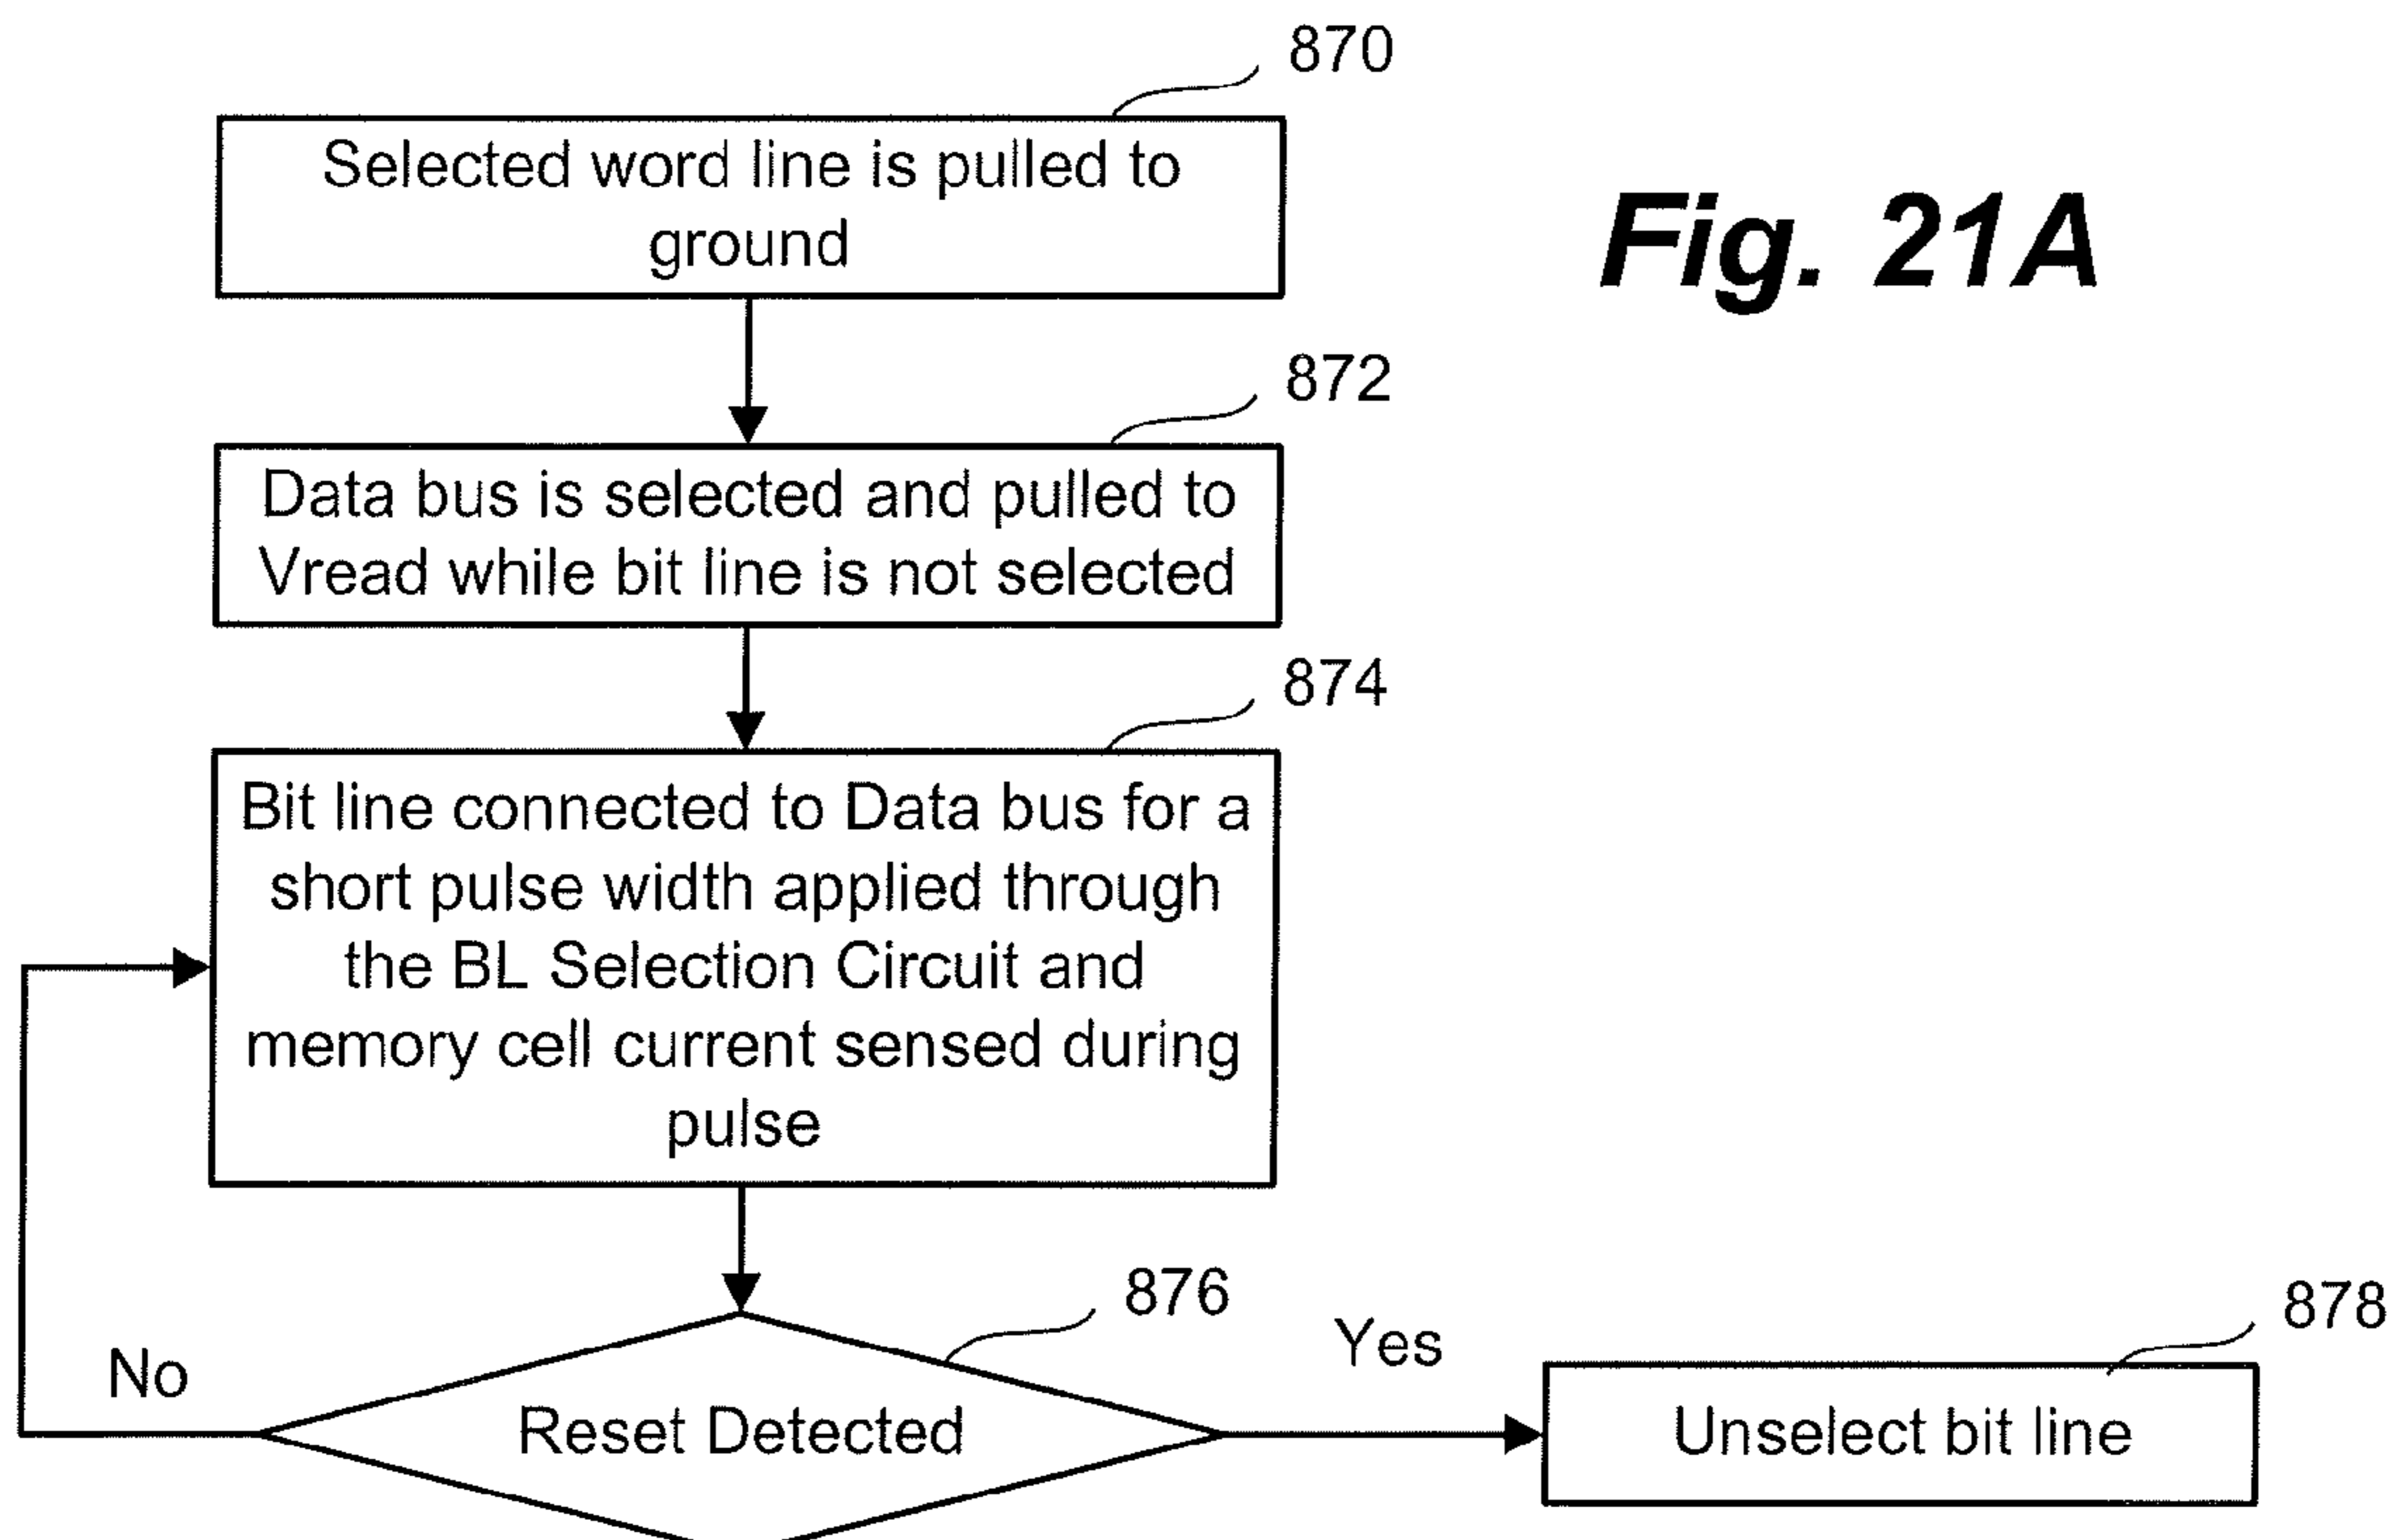 870
Selected word line is pulled to
ground
Fig. 21A
872
Data bus is selected and pulled to
Vread while bit line is not selected
874
Bit line connected to Data bus for a
short pulse width applied through
the BL Selection Circuit and
memory cell current sensed during
pulse
876
No
Reset Detected
Yes
878
Unselect bit line